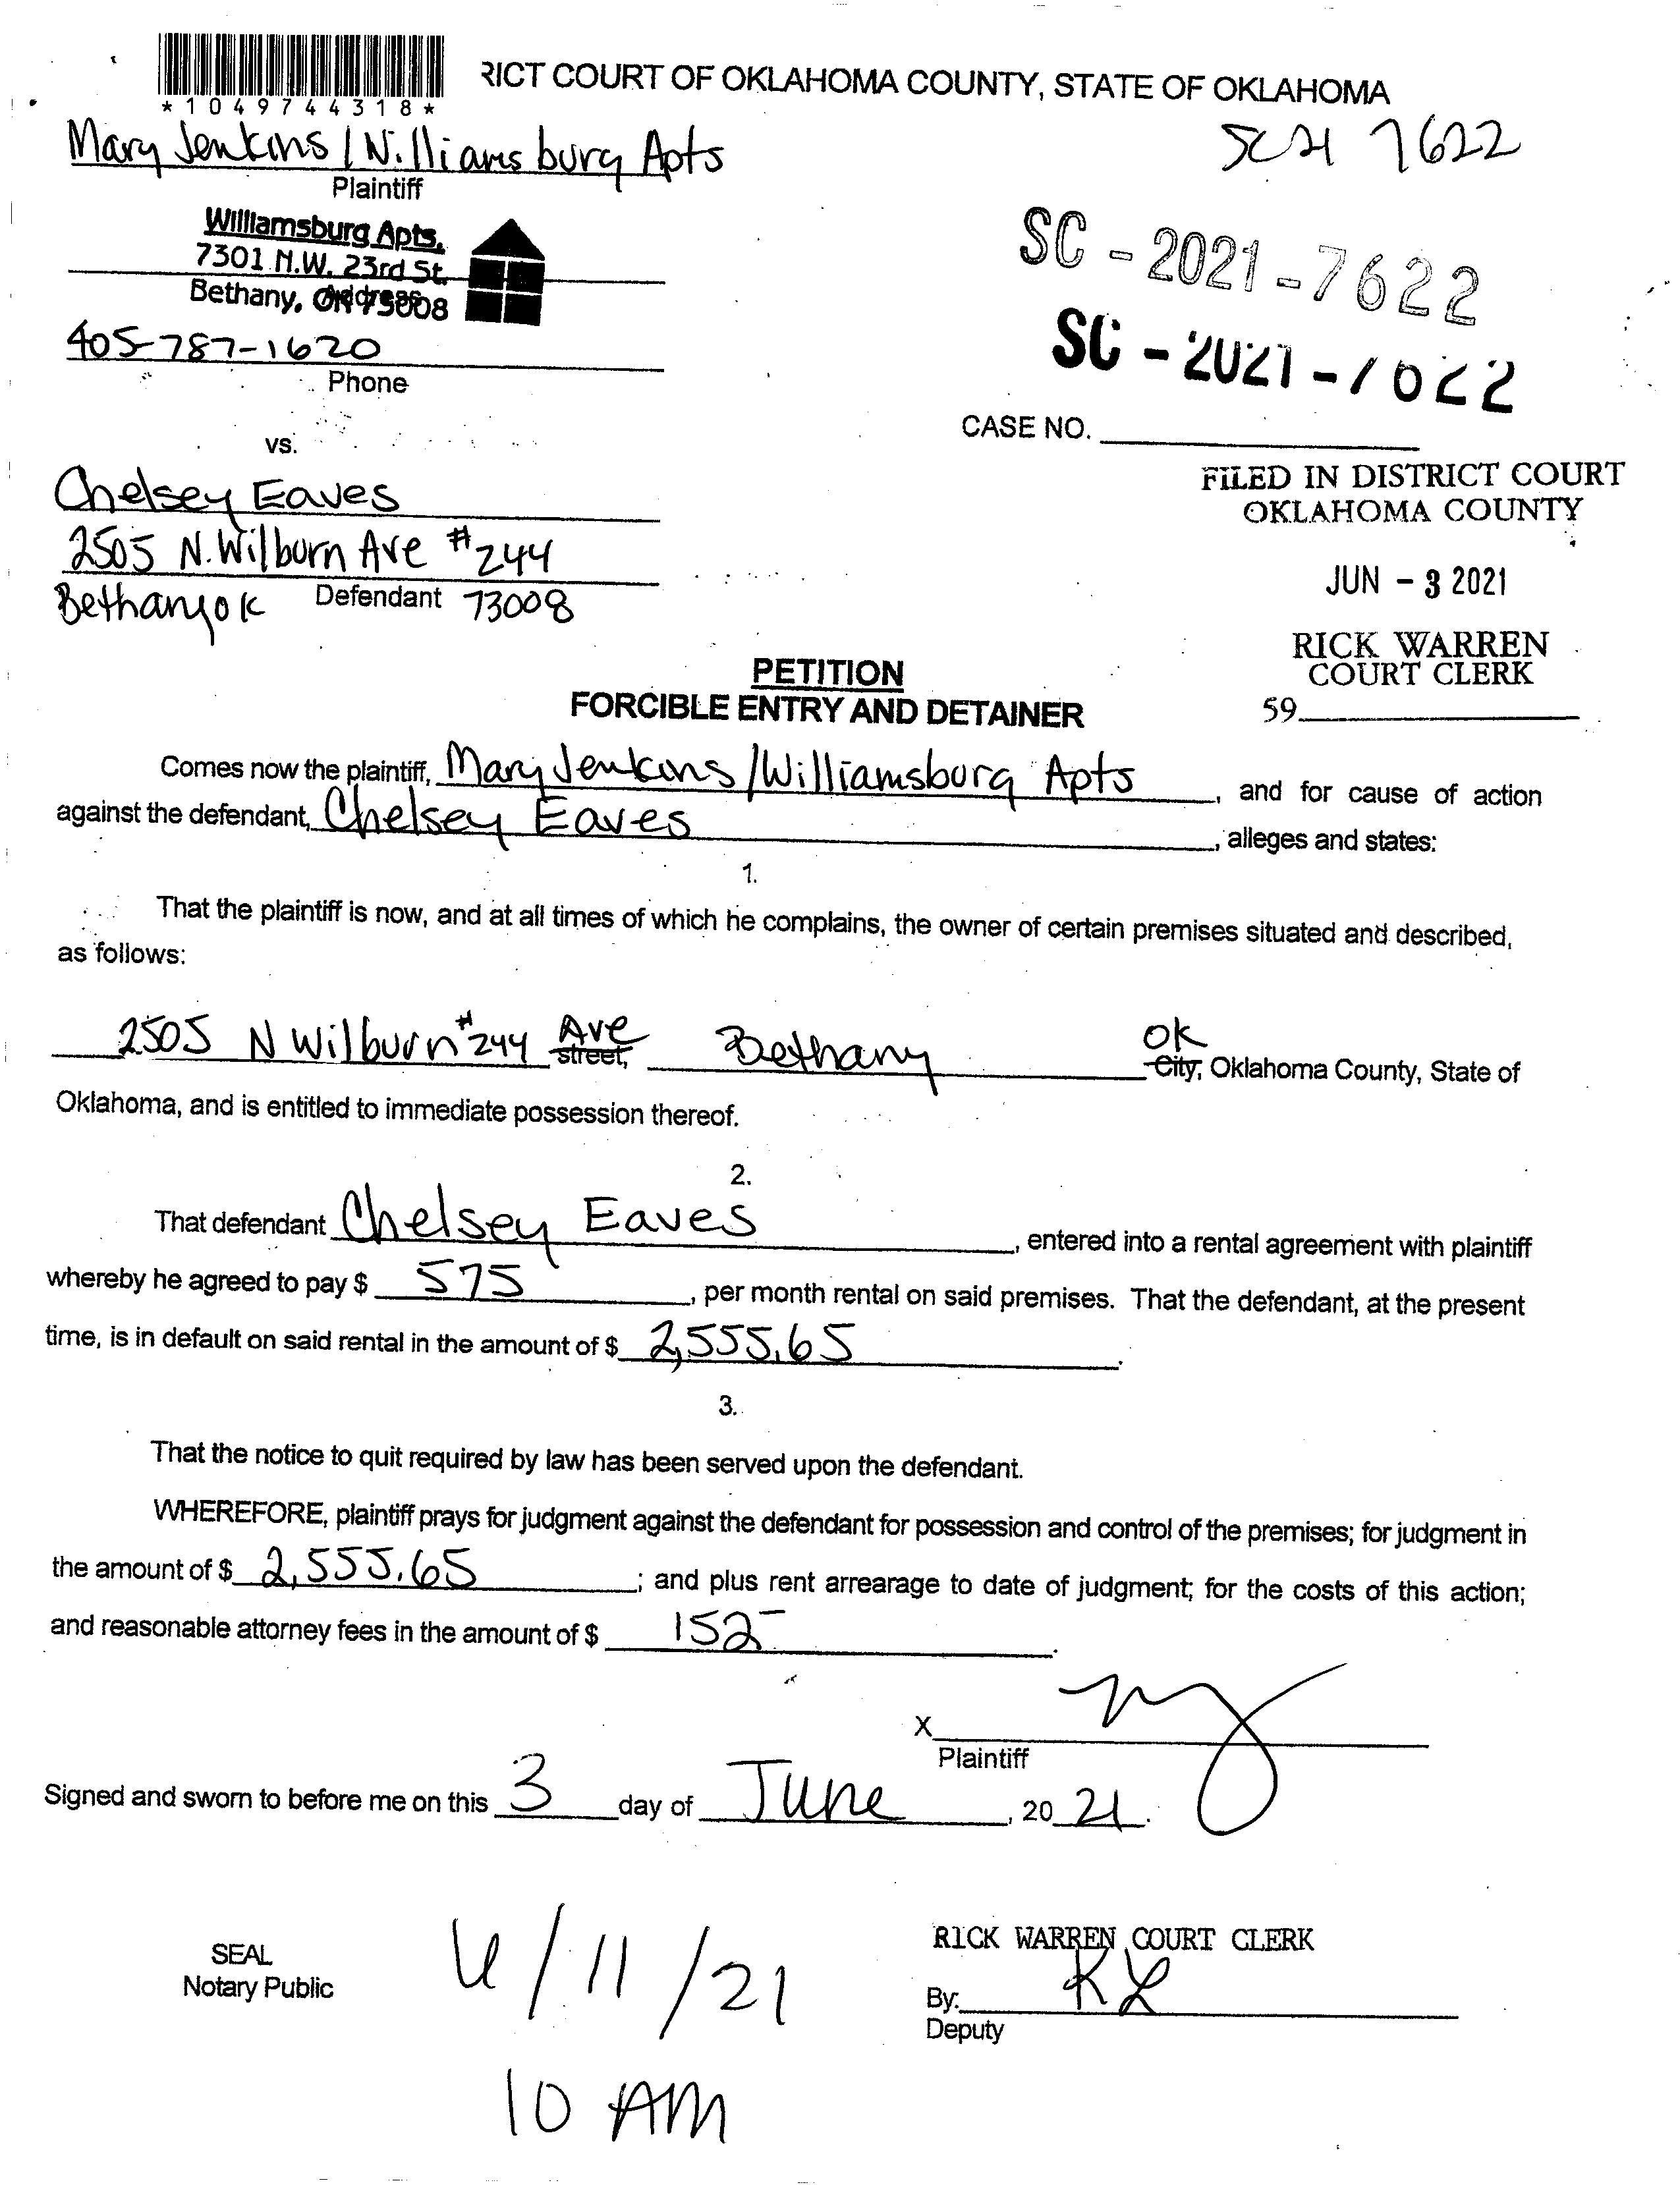 *1049744318*
RICT COURT OF OKLAHOMA COUNTY, STATE OF OKLAHOMA
SC21 7622
Mary Jenkins / Williamsburg Apts
Plaintiff
Williamsburg Apts.
7301 N.W. 23rd St.
Address
Bethany, OK 73008
SC - 2021 - 7622
SC - 2021 - 7622
405-787-1620
Phone
CASE NO.
vs.
FILED IN DISTRICT COURT
OKLAHOMA COUNTY
Chelsey Eaves
2505 N. Wilburn Ave #244
JUN - 3 2021
Bethany OK Defendant 73008
RICK WARREN
COURT CLERK
59
PETITION
FORCIBLE ENTRY AND DETAINER
Comes now the plaintiff, Mary Jenkins / Williamsburg Apts, and for cause of action
against the defendant, Chelsey Eaves, alleges and states:
1.
That the plaintiff is now, and at all times of which he complains, the owner of certain premises situated and described,
as follows:
2505 N Wilburn #244 Ave street, Bethany OK City, Oklahoma County, State of
Oklahoma, and is entitled to immediate possession thereof.
2.
That defendant Chelsey Eaves, entered into a rental agreement with plaintiff
whereby he agreed to pay $ 575, per month rental on said premises. That the defendant, at the present
time, is in default on said rental in the amount of $ 2,555.65.
3.
That the notice to quit required by law has been served upon the defendant.
WHEREFORE, plaintiff prays for judgment against the defendant for possession and control of the premises; for judgment in
the amount of $ 2,555.65; and plus rent arrearage to date of judgment; for the costs of this action;
and reasonable attorney fees in the amount of $ 152-.
X
Plaintiff
Signed and sworn to before me on this 3 day of June, 20 21.
RICK WARREN COURT CLERK
SEAL
Notary Public
6/11/21
By: KL
Deputy
10 AM